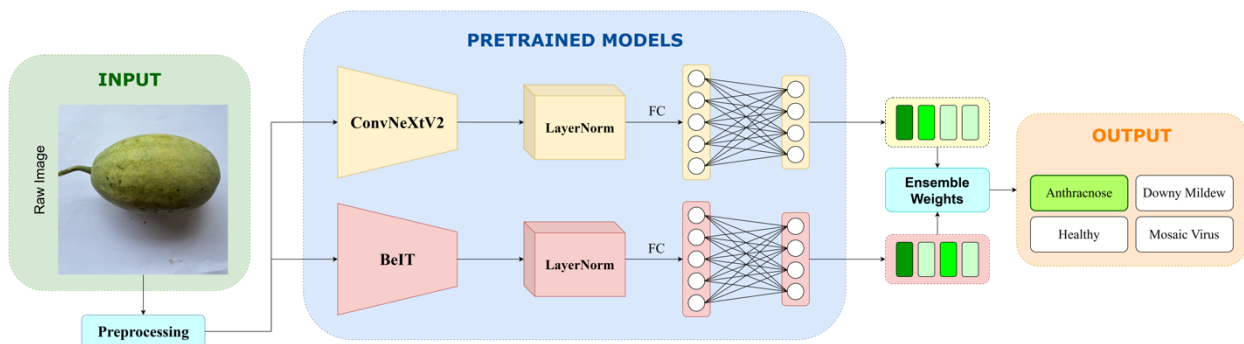 INPUT
Raw Image
Preprocessing
PRETRAINED MODELS
ConvNeXtV2
LayerNorm
FC
BeIT
LayerNorm
FC
Ensemble
Weights
OUTPUT
Anthracnose
Downy Mildew
Healthy
Mosaic Virus